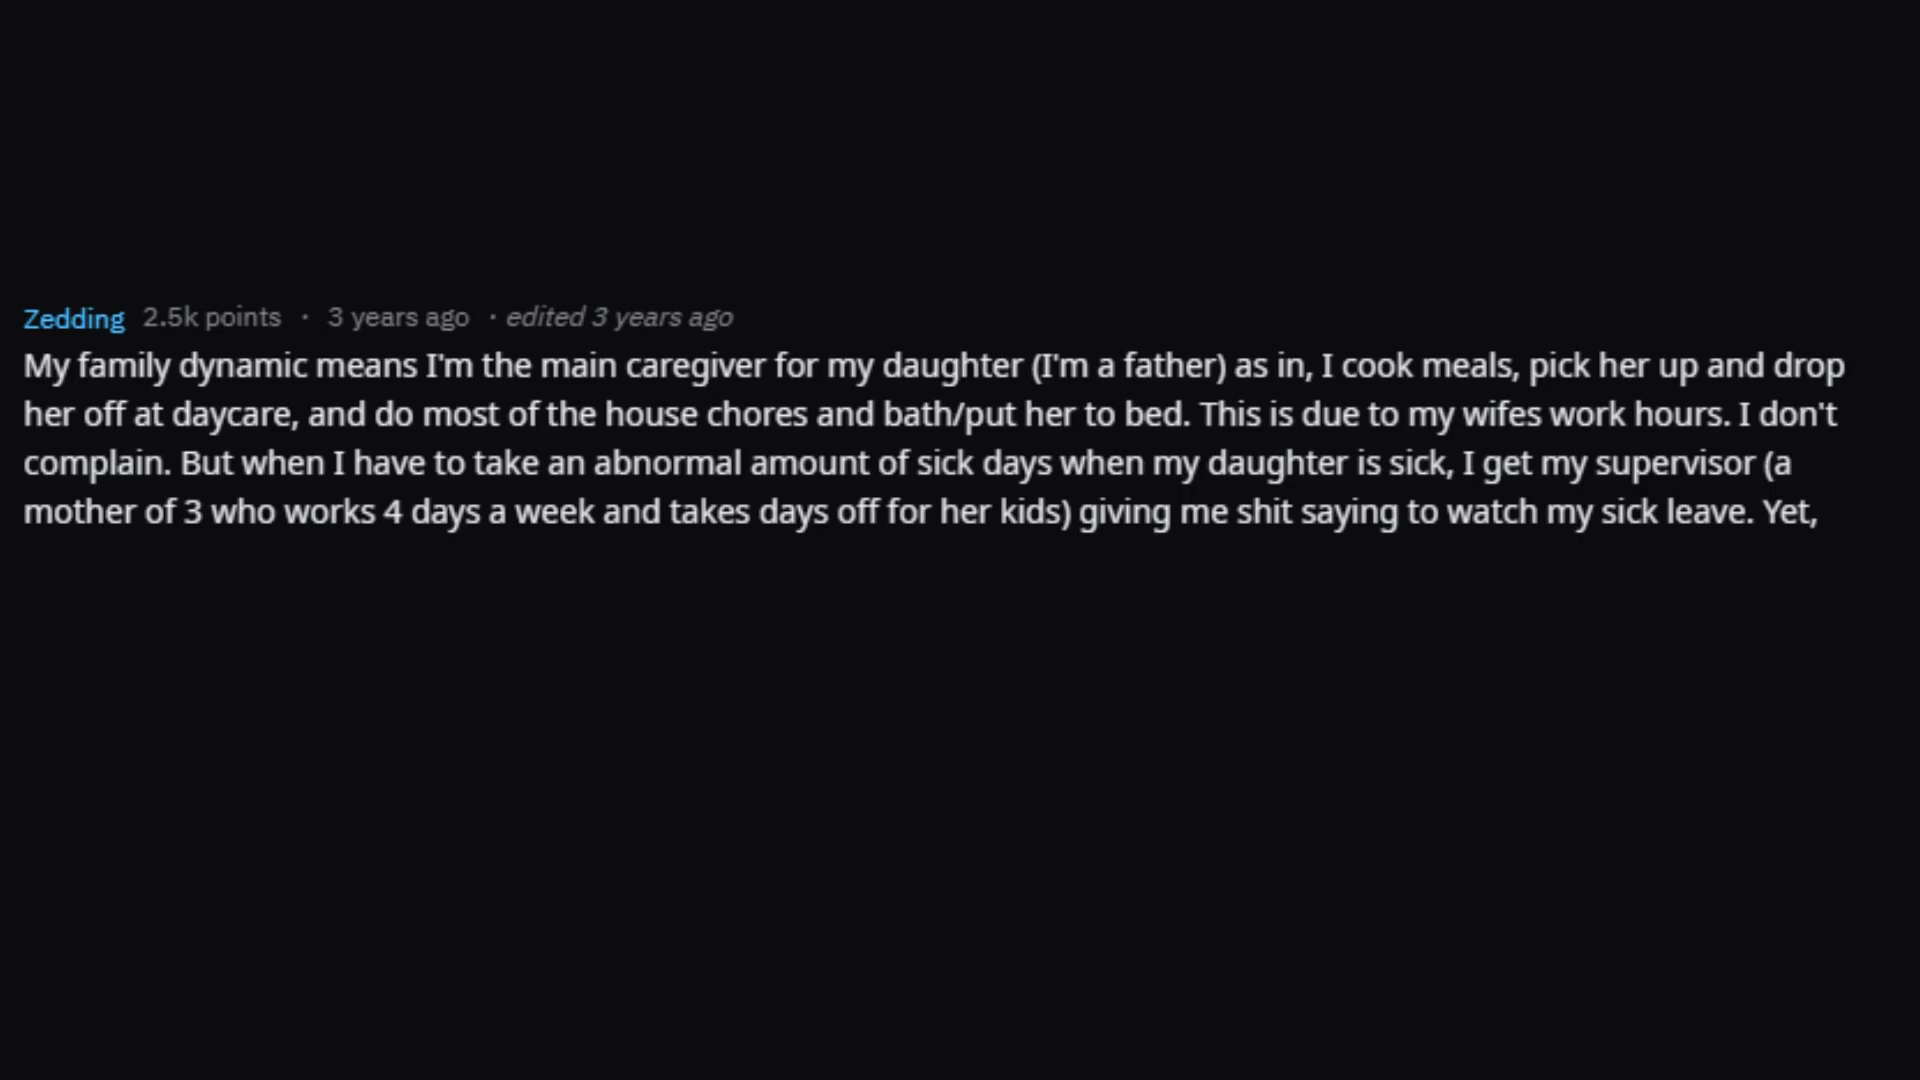 Zedding 2.5k points · 3 years ago · edited 3 years ago
My family dynamic means I'm the main caregiver for my daughter (I'm a father) as in, I cook meals, pick her up and drop
her off at daycare, and do most of the house chores and bath/put her to bed. This is due to my wifes work hours. I don't
complain. But when I have to take an abnormal amount of sick days when my daughter is sick, I get my supervisor (a
mother of 3 who works 4 days a week and takes days off for her kids) giving me shit saying to watch my sick leave. Yet,